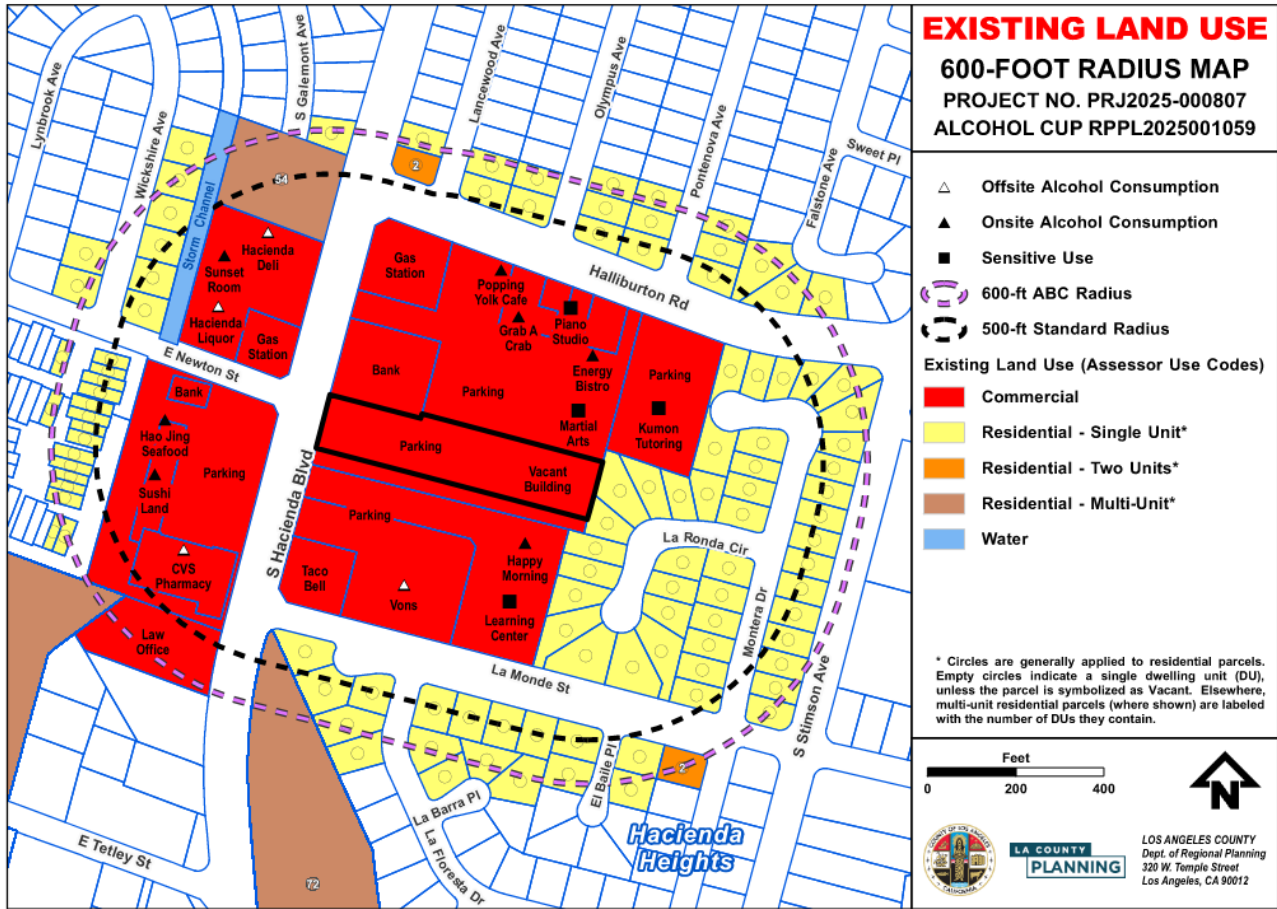 EXISTING LAND USE
600-FOOT RADIUS MAP
PROJECT NO. PRJ2025-000807
ALCOHOL CUP RPPL2025001059
Offsite Alcohol Consumption
Onsite Alcohol Consumption
Sensitive Use
600-ft ABC Radius
500-ft Standard Radius
Existing Land Use (Assessor Use Codes)
Commercial
Residential - Single Unit*
Residential - Two Units*
Residential - Multi-Unit*
Water
* Circles are generally applied to residential parcels.
Empty circles indicate a single dwelling unit (DU),
unless the parcel is symbolized as Vacant. Elsewhere,
multi-unit residential parcels (where shown) are labeled
with the number of DUs they contain.
Feet
0 200 400
N
COUNTY OF LOS ANGELES
CALIFORNIA
LA COUNTY
PLANNING
LOS ANGELES COUNTY
Dept. of Regional Planning
320 W. Temple Street
Los Angeles, CA 90012
Lynbrook Ave
Wickshire Ave
S Galemont Ave
Lancewood Ave
Olympus Ave
Pontenova Ave
Falstone Ave
Sweet Pl
Storm Channel
54
2
Hacienda
Deli
Sunset
Room
Hacienda
Liquor
Gas
Station
E Newton St
Gas
Station
Popping
Yolk Cafe
Grab A
Crab
Piano
Studio
Energy
Bistro
Halliburton Rd
Bank
Parking
Parking
Martial
Arts
Kumon
Tutoring
Bank
Hao Jing
Seafood
Parking
Sushi
Land
CVS
Pharmacy
Law
Office
S Hacienda Blvd
Parking
Vacant
Building
Parking
Taco
Bell
Vons
Happy
Morning
Learning
Center
La Ronda Cir
Montera Dr
S Stimson Ave
La Monde St
El Baile Pl
2
La Barra Pl
La Floresta Dr
E Tetley St
72
Hacienda
Heights